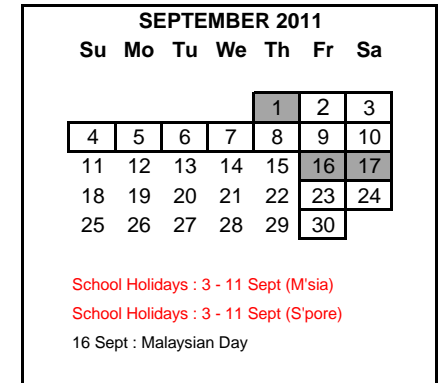 SEPTEMBER 2011
Su Mo Tu We Th Fr Sa
1 2 3
4 5 6 7 8 9 10
11 12 13 14 15 16 17
18 19 20 21 22 23 24
25 26 27 28 29 30
School Holidays : 3 - 11 Sept (M'sia)
School Holidays : 3 - 11 Sept (S'pore)
16 Sept : Malaysian Day